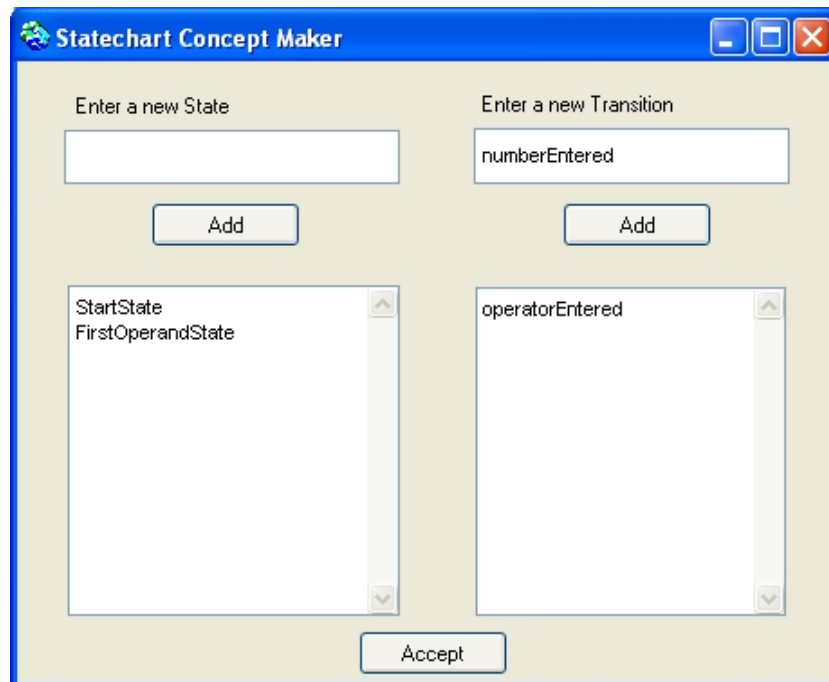 Statechart Concept Maker
Enter a new State
Enter a new Transition
numberEntered
Add
Add
StartState
FirstOperandState
operatorEntered
Accept